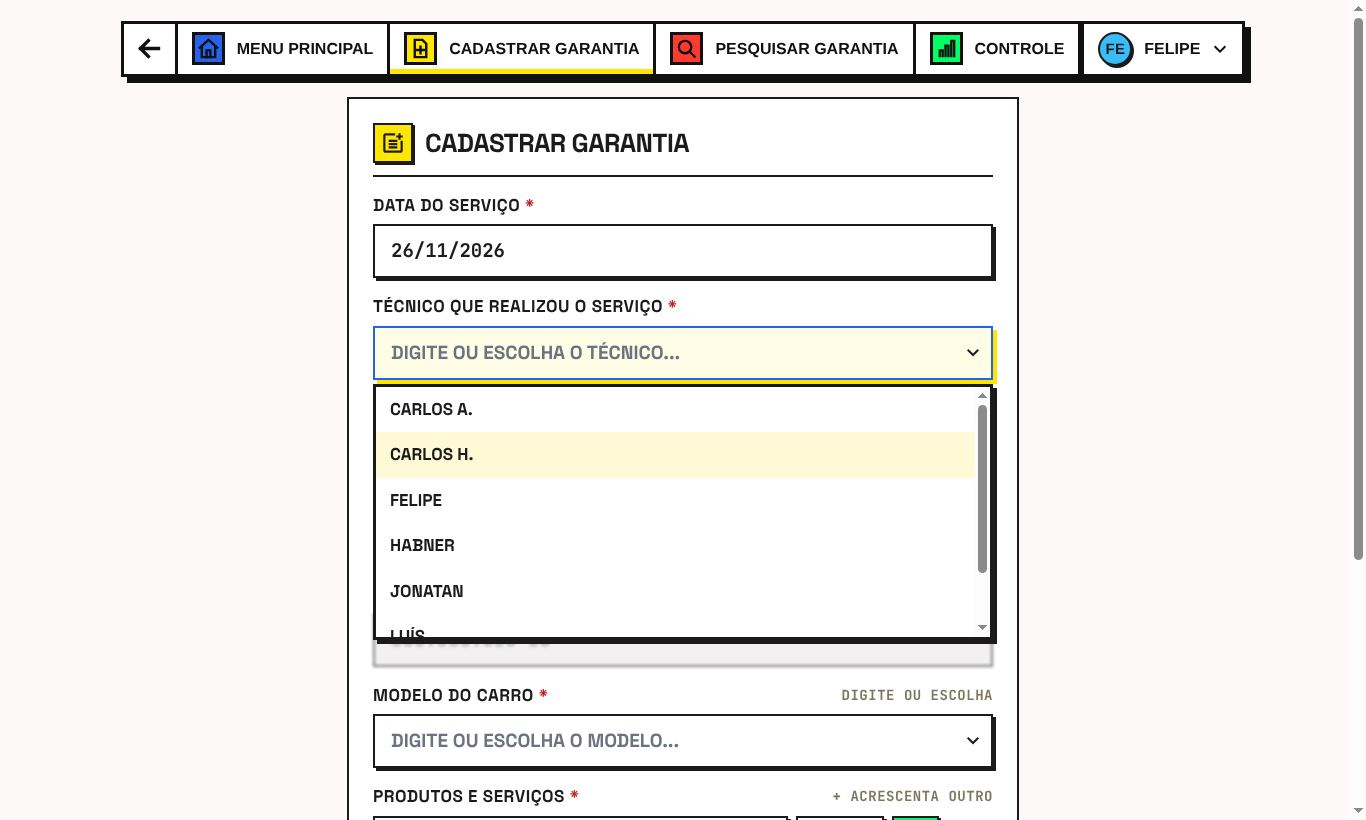 MENU PRINCIPAL
CADASTRAR GARANTIA
PESQUISAR GARANTIA
CONTROLE
FE
FELIPE
CADASTRAR GARANTIA
DATA DO SERVIÇO *
26/11/2026
TÉCNICO QUE REALIZOU O SERVIÇO *
DIGITE OU ESCOLHA O TÉCNICO...
CARLOS A.
CARLOS H.
FELIPE
HABNER
JONATAN
LUÍS
MODELO DO CARRO *
DIGITE OU ESCOLHA
DIGITE OU ESCOLHA O MODELO...
PRODUTOS E SERVIÇOS *
+ ACRESCENTA OUTRO